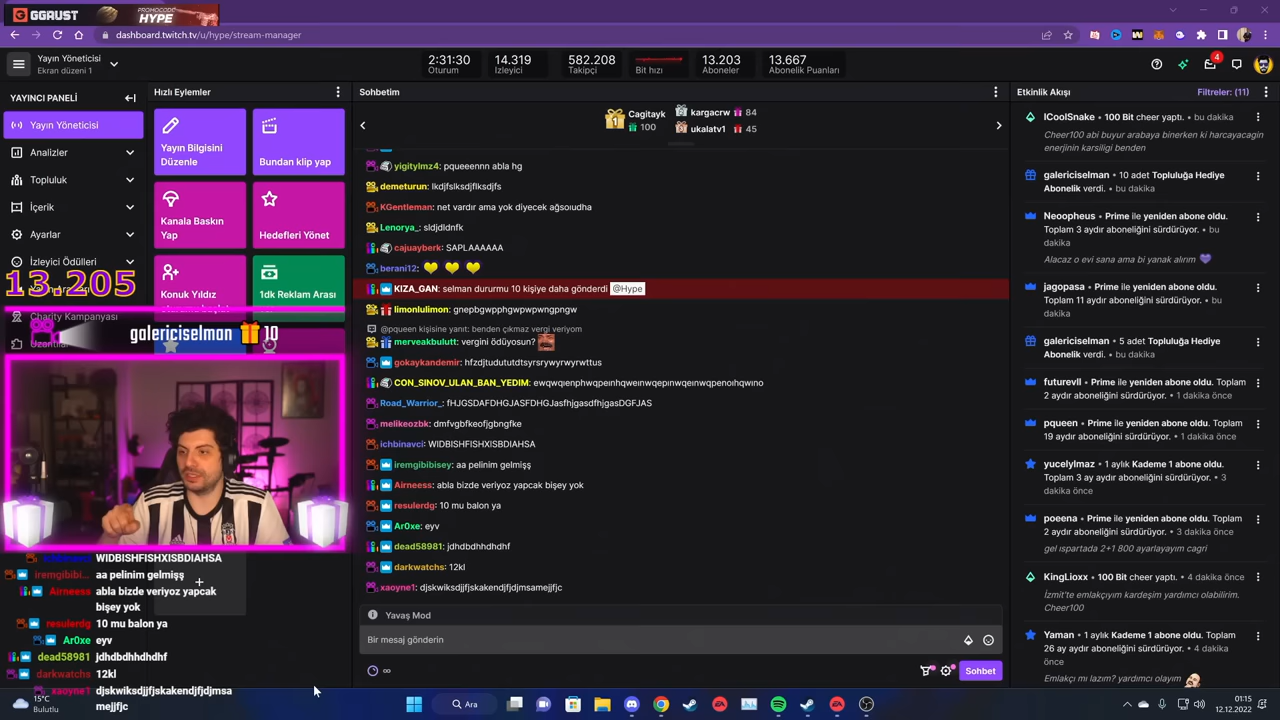 GGRUST
PROMOCODE
HYPE
dashboard.twitch.tv/u/hype/stream-manager
Yayın Yöneticisi
Ekran düzeni 1
2:31:30
Oturum
14.319
İzleyici
582.208
Takipçi
Bit hızı
13.203
Aboneler
13.667
Abonelik Puanları
4
YAYINCI PANELİ
Yayın Yöneticisi
Analizler
Topluluk
İçerik
Ayarlar
İzleyici Ödülleri
13 205
Charity Kampanyası
galericiselman 10
Hızlı Eylemler
Yayın Bilgisini
Düzenle
Bundan klip yap
Kanala Baskın
Yap
Hedefleri Yönet
Konuk Yıldız
1dk Reklam Arası
Sohbetim
1
Cagitayk
100
kargacrv 84
ukalatv1 45
yigitylmz4: pqueeennn abla hg
demeturun: lkdjfslksdjflksdjfs
KGentleman: net vardır ama yok diyecek ağsoıudha
Lenorya_: sldjldlnfk
cajuayberk: SAPLAAAAAA
berani12: 💛 💛 💛
KIZA_GAN: selman dururmu 10 kişiye daha gönderdi @Hype
limonlulimon: gnepbgwpphgwpwpwngpngw
@pqueen kişisine yanıt: benden çıkmaz vergi veriyom
merveakbulutt: vergini ödüyosun?
gokaykandemir: hfzdjtudututdtsyrsrywyrwyrwttus
CON_SINOV_ULAN_BAN_YEDIM: ewqwqıenphwqpeınhqweınwqepınwqeınwqpenoıhqwıno
Road_Warrior_: fHJGSDAFDHGJASFDHGJasfhjgasdfhjgasDGFJAS
melikeozbk: dmfvgbfkeofjgbngfke
ichbinavci: WIDBISHFISHXISBDIAHSA
iremgibibisey: aa pelinim gelmişş
Airneess: abla bizde veriyoz yapcak bişey yok
resulerdg: 10 mu balon ya
Ar0xe: eyv
dead58981: jdhdbdhhdhdhf
darkwatchs: 12kl
xaoyne1: djskwiksdjjfjskakendjfjdjmsamejjfjc
Yavaş Mod
Bir mesaj gönderin
∞
Sohbet
Etkinlik Akışı
Filtreler: (11)
ICoolSnake • 100 Bit cheer yaptı. • bu dakika
Cheer100 abi buyur arabaya binerken ki harcayacagin
enerjinin karsiligi benden
galericiselman • 10 adet Topluluğa Hediye
Abonelik verdi. • bu dakika
Neoopheus • Prime ile yeniden abone oldu.
Toplam 3 aydır aboneliğini sürdürüyor. • bu
dakika
Alacaz o evi sana ama bi yanak alırım 💜
jagopasa • Prime ile yeniden abone oldu.
Toplam 11 aydır aboneliğini sürdürüyor. • bu
dakika
galericiselman • 5 adet Topluluğa Hediye
Abonelik verdi. • bu dakika
futurevll • Prime ile yeniden abone oldu. Toplam
2 aydır aboneliğini sürdürüyor. • 1 dakika önce
pqueen • Prime ile yeniden abone oldu. Toplam
19 aydır aboneliğini sürdürüyor. • 1 dakika önce
yucelylmaz • 1 aylık Kademe 1 abone oldu.
Toplam 3 ay aydır aboneliğini sürdürüyor. • 3
dakika önce
poeena • Prime ile yeniden abone oldu. Toplam
2 aydır aboneliğini sürdürüyor. • 3 dakika önce
gel ıspartada 2+1 800 ayarlayayım cagri
KingLioxx • 100 Bit cheer yaptı. • 4 dakika önce
İzmit'te emlakçıyım kardeşim yardımcı olabilirim.
Cheer100
Yaman • 1 aylık Kademe 1 abone oldu. Toplam
26 ay aydır aboneliğini sürdürüyor. • 4 dakika
önce
Emlakçı mı lazım? yardımcı olayım
WIDBISHFISHXISBDIAHSA
iremgibibi... aa pelinim gelmişş
Airneess abla bizde veriyoz yapcak
bişey yok
resulerdg 10 mu balon ya
Ar0xe eyv
dead58981 jdhdbdhhdhdhf
darkwatchs 12kl
xaoyne1 djskwiksdjjfjskakendjfjdjmsa
mejjfjc
15°C
Bulutlu
Ara
01:15
12.12.2022